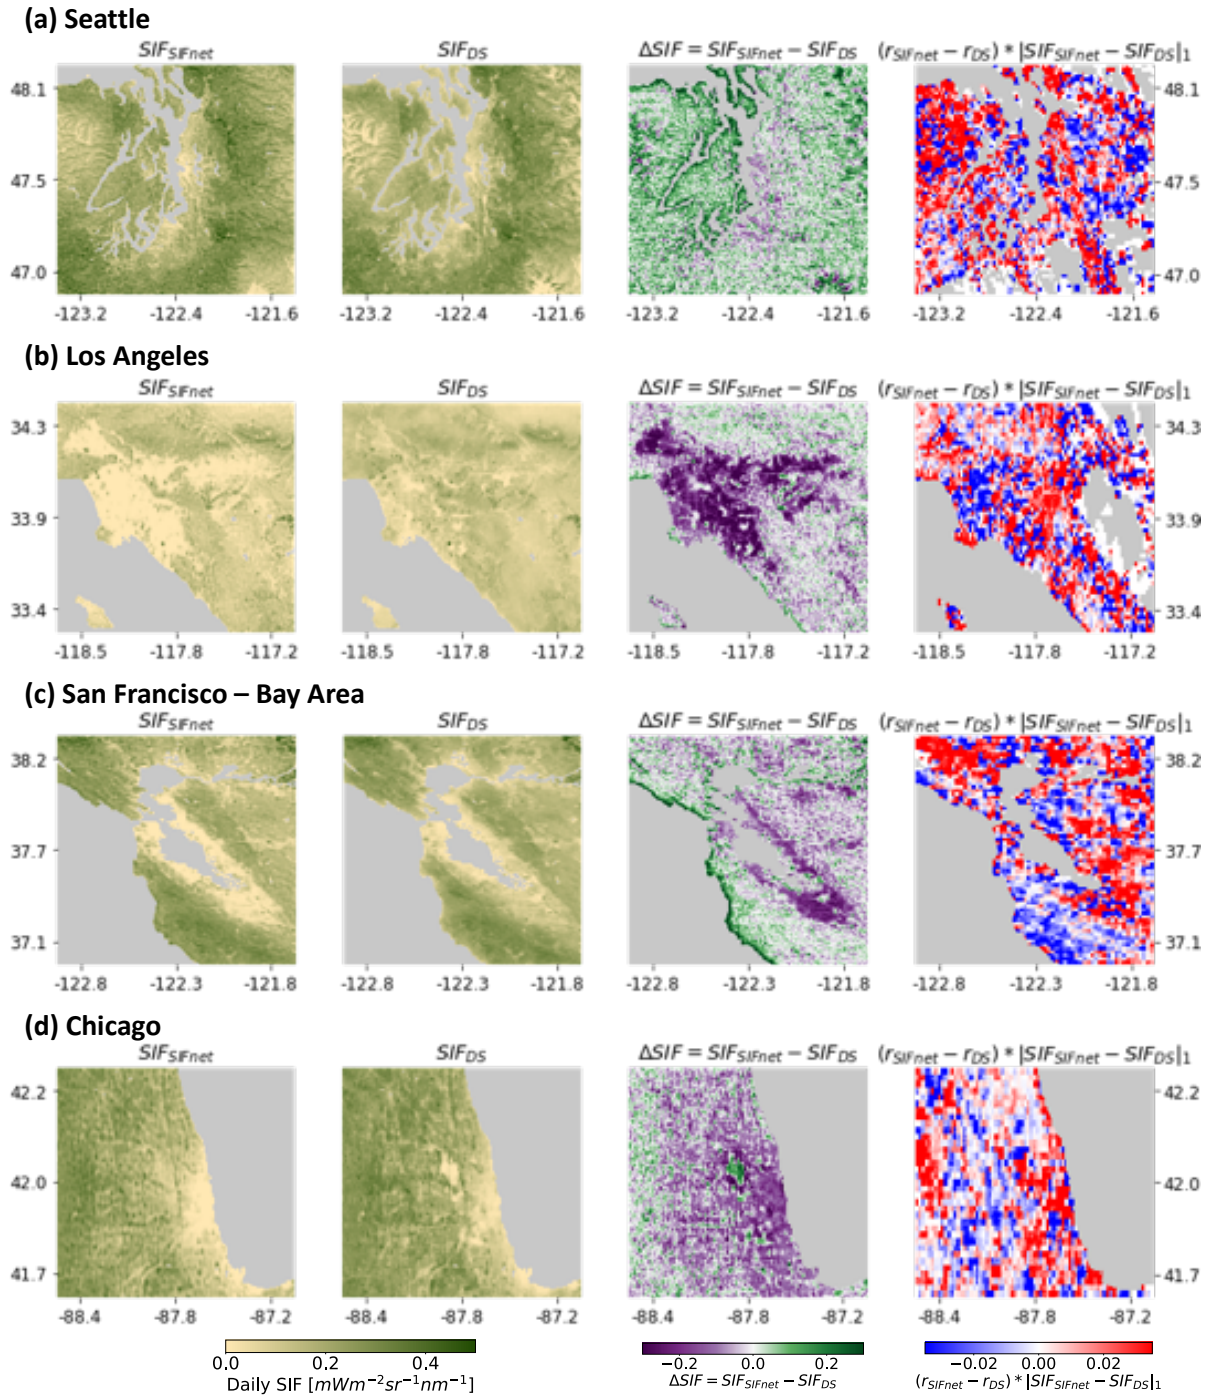 (a) Seattle
SIF_SIFnet SIF_DS ΔSIF = SIF_SIFnet − SIF_DS (r_SIFnet − r_DS) * |SIF_SIFnet − SIF_DS|_1
48.1 48.1
47.5 47.5
47.0 47.0
-123.2 -122.4 -121.6 -123.2 -122.4 -121.6 -123.2 -122.4 -121.6 -123.2 -122.4 -121.6
(b) Los Angeles
SIF_SIFnet SIF_DS ΔSIF = SIF_SIFnet − SIF_DS (r_SIFnet − r_DS) * |SIF_SIFnet − SIF_DS|_1
34.3 34.3
33.9 33.9
33.4 33.4
-118.5 -117.8 -117.2 -118.5 -117.8 -117.2 -118.5 -117.8 -117.2 -118.5 -117.8 -117.2
(c) San Francisco – Bay Area
SIF_SIFnet SIF_DS ΔSIF = SIF_SIFnet − SIF_DS (r_SIFnet − r_DS) * |SIF_SIFnet − SIF_DS|_1
38.2 38.2
37.7 37.7
37.1 37.1
-122.8 -122.3 -121.8 -122.8 -122.3 -121.8 -122.8 -122.3 -121.8 -122.8 -122.3 -121.8
(d) Chicago
SIF_SIFnet SIF_DS ΔSIF = SIF_SIFnet − SIF_DS (r_SIFnet − r_DS) * |SIF_SIFnet − SIF_DS|_1
42.2 42.2
42.0 42.0
41.7 41.7
-88.4 -87.8 -87.2 -88.4 -87.8 -87.2 -88.4 -87.8 -87.2 -88.4 -87.8 -87.2
0.0 0.2 0.4 −0.2 0.0 0.2 −0.02 0.00 0.02
Daily SIF [mWm⁻²sr⁻¹nm⁻¹] ΔSIF = SIF_SIFnet − SIF_DS (r_SIFnet − r_DS) * |SIF_SIFnet − SIF_DS|_1